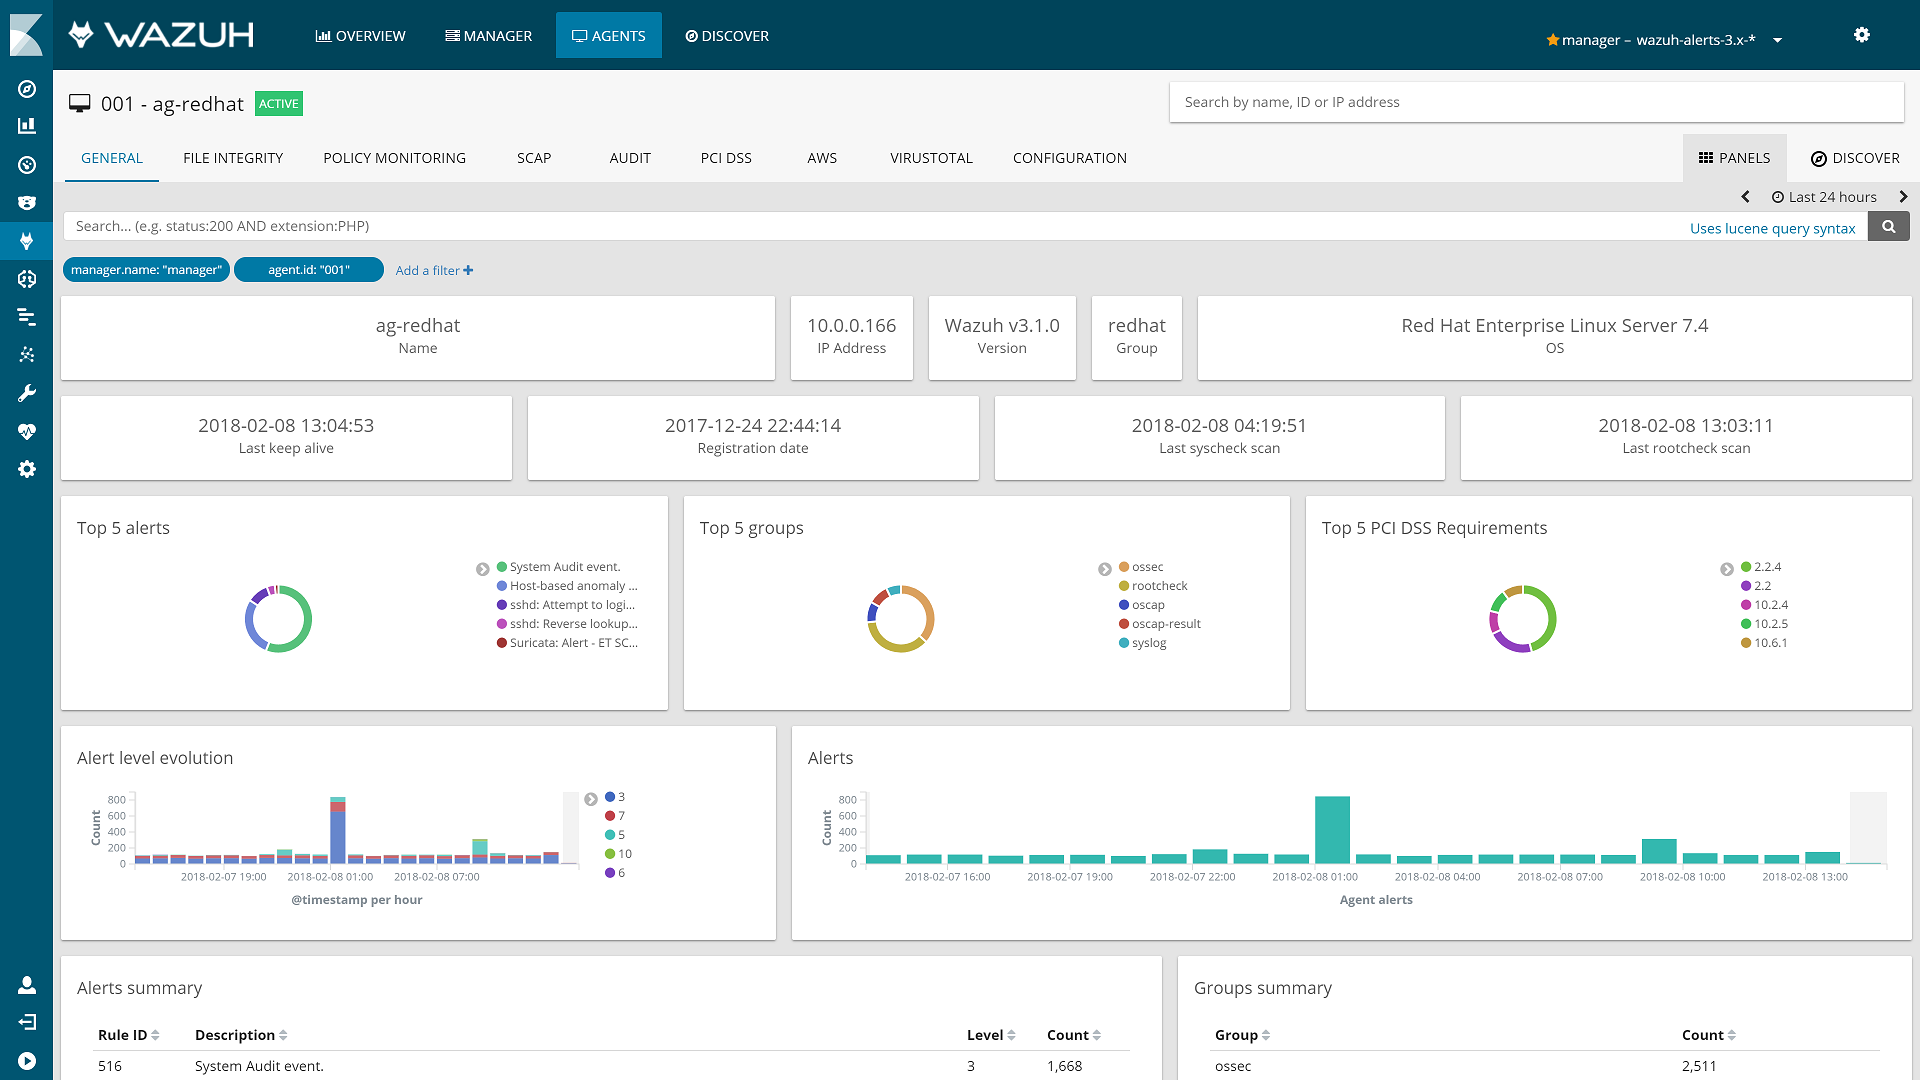 WAZUH
OVERVIEW
MANAGER
AGENTS
DISCOVER
manager – wazuh-alerts-3.x-*
001 - ag-redhat
ACTIVE
Search by name, ID or IP address
GENERAL
FILE INTEGRITY
POLICY MONITORING
SCAP
AUDIT
PCI DSS
AWS
VIRUSTOTAL
CONFIGURATION
PANELS
DISCOVER
Last 24 hours
Search... (e.g. status:200 AND extension:PHP)
Uses lucene query syntax
manager.name: "manager"
agent.id: "001"
Add a filter +
ag-redhat
Name
10.0.0.166
IP Address
Wazuh v3.1.0
Version
redhat
Group
Red Hat Enterprise Linux Server 7.4
OS
2018-02-08 13:04:53
Last keep alive
2017-12-24 22:44:14
Registration date
2018-02-08 04:19:51
Last syscheck scan
2018-02-08 13:03:11
Last rootcheck scan
Top 5 alerts
System Audit event.
Host-based anomaly ...
sshd: Attempt to logi...
sshd: Reverse lookup...
Suricata: Alert - ET SC...
Top 5 groups
ossec
rootcheck
oscap
oscap-result
syslog
Top 5 PCI DSS Requirements
2.2.4
2.2
10.2.4
10.2.5
10.6.1
Alert level evolution
Count
800
600
400
200
0
2018-02-07 19:00
2018-02-08 01:00
2018-02-08 07:00
@timestamp per hour
3
7
5
10
6
Alerts
Count
800
600
400
200
0
2018-02-07 16:00
2018-02-07 19:00
2018-02-07 22:00
2018-02-08 01:00
2018-02-08 04:00
2018-02-08 07:00
2018-02-08 10:00
2018-02-08 13:00
Agent alerts
Alerts summary
Rule ID
Description
Level
Count
516
System Audit event.
3
1,668
Groups summary
Group
Count
ossec
2,511